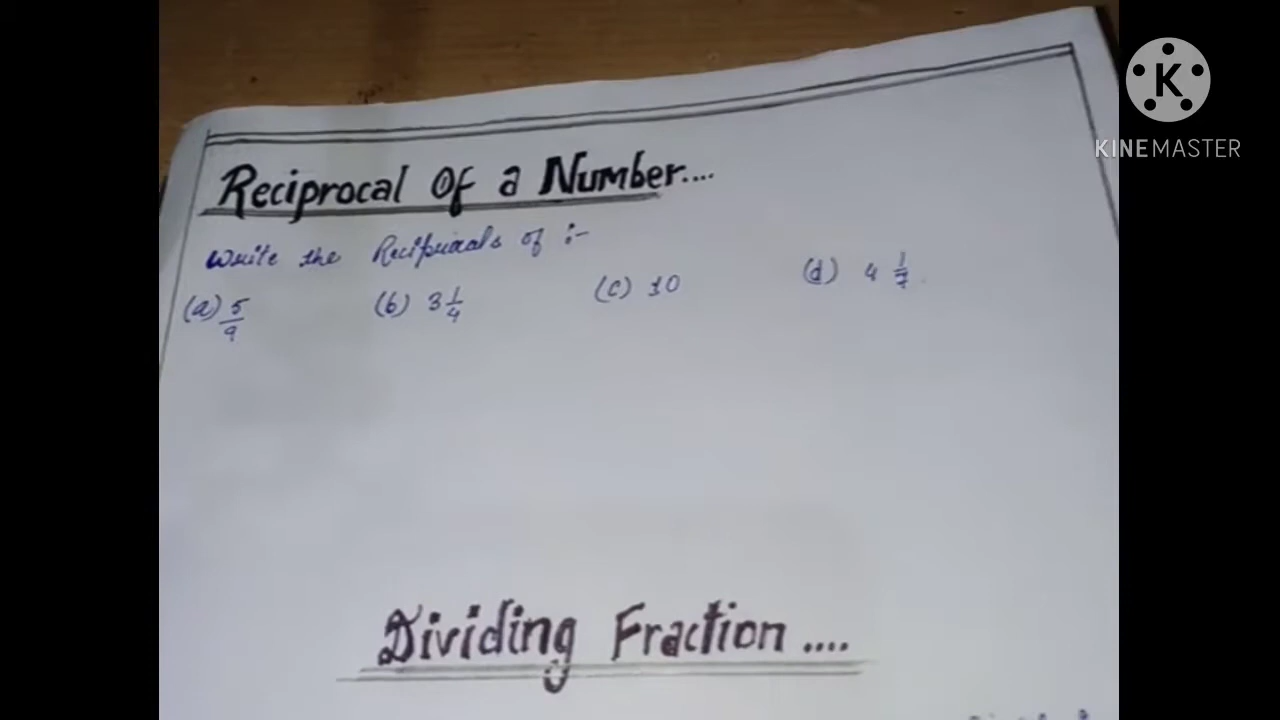 Reciprocal Of a Number....
Write the Reciprocals of :-
(a) 5/9 (b) 3 1/4 (c) 10 (d) 4 1/7
Dividing Fraction....
K
KINEMASTER